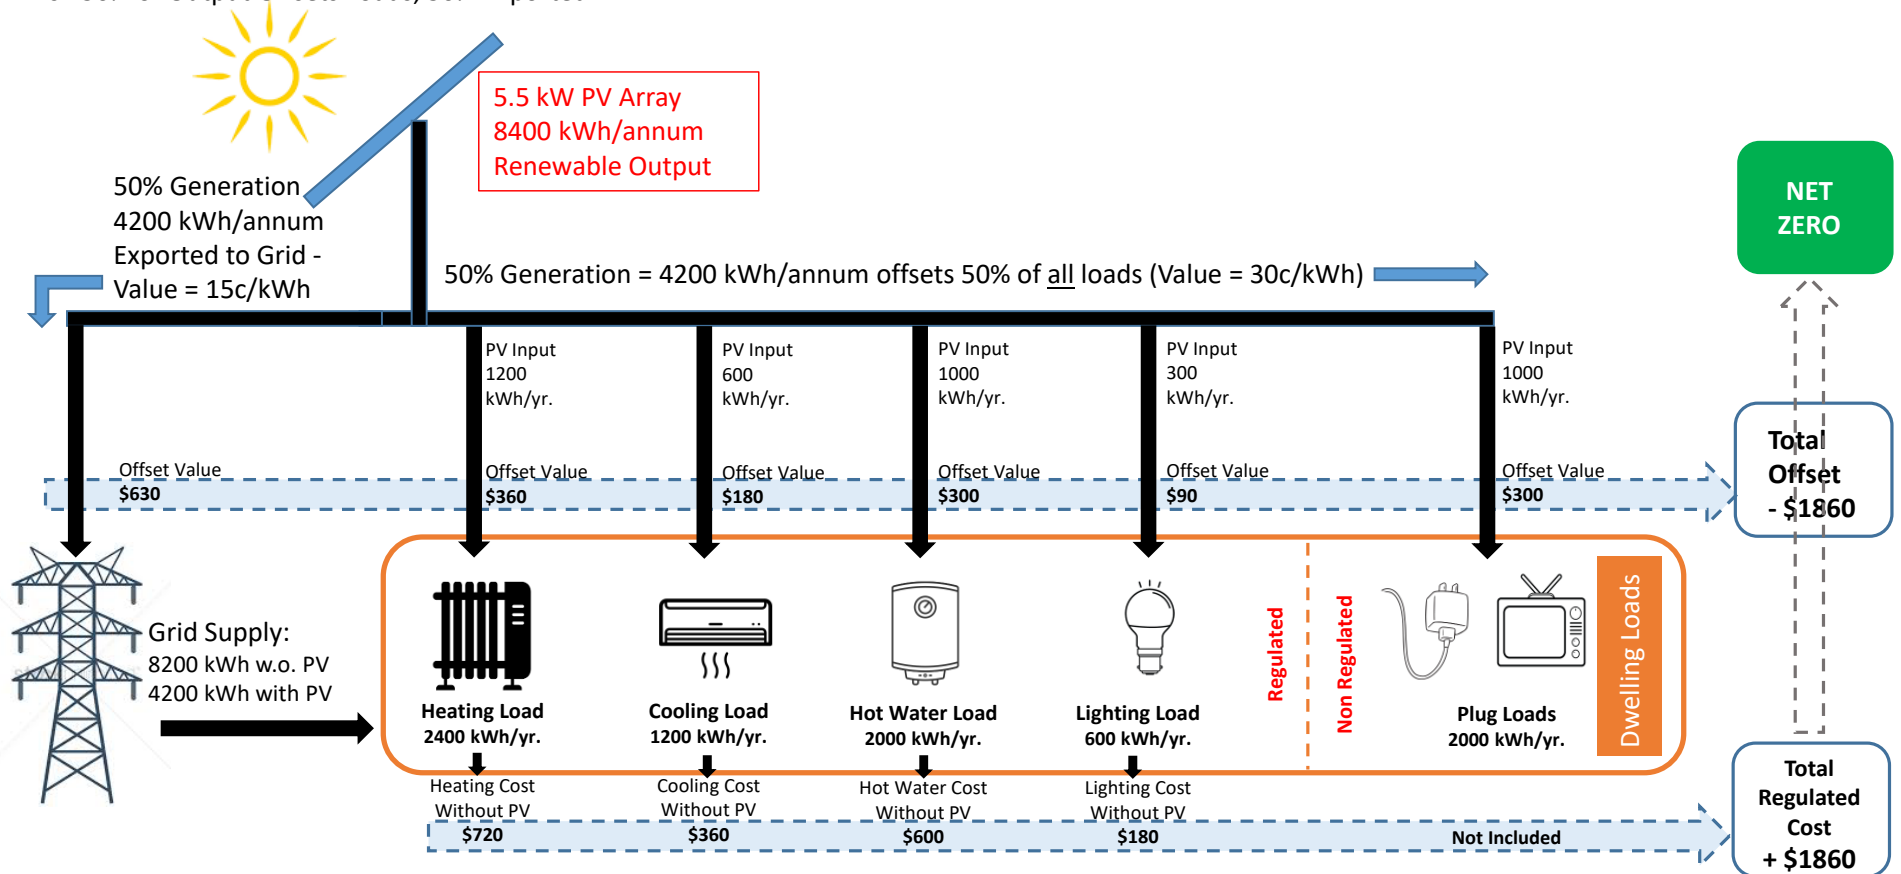 5.5 kW PV Array
8400 kWh/annum
Renewable Output
50% Generation
4200 kWh/annum
Exported to Grid -
Value = 15c/kWh
50% Generation = 4200 kWh/annum offsets 50% of all loads (Value = 30c/kWh)
NET
ZERO
PV Input
1200
kWh/yr.
PV Input
600
kWh/yr.
PV Input
1000
kWh/yr.
PV Input
300
kWh/yr.
PV Input
1000
kWh/yr.
Offset Value
$630
Offset Value
$360
Offset Value
$180
Offset Value
$300
Offset Value
$90
Offset Value
$300
Total
Offset
- $1860
Grid Supply:
8200 kWh w.o. PV
4200 kWh with PV
Heating Load
2400 kWh/yr.
Cooling Load
1200 kWh/yr.
Hot Water Load
2000 kWh/yr.
Lighting Load
600 kWh/yr.
Regulated
Non Regulated
Plug Loads
2000 kWh/yr.
Dwelling Loads
Heating Cost
Without PV
$720
Cooling Cost
Without PV
$360
Hot Water Cost
Without PV
$600
Lighting Cost
Without PV
$180
Not Included
Total
Regulated
Cost
+ $1860